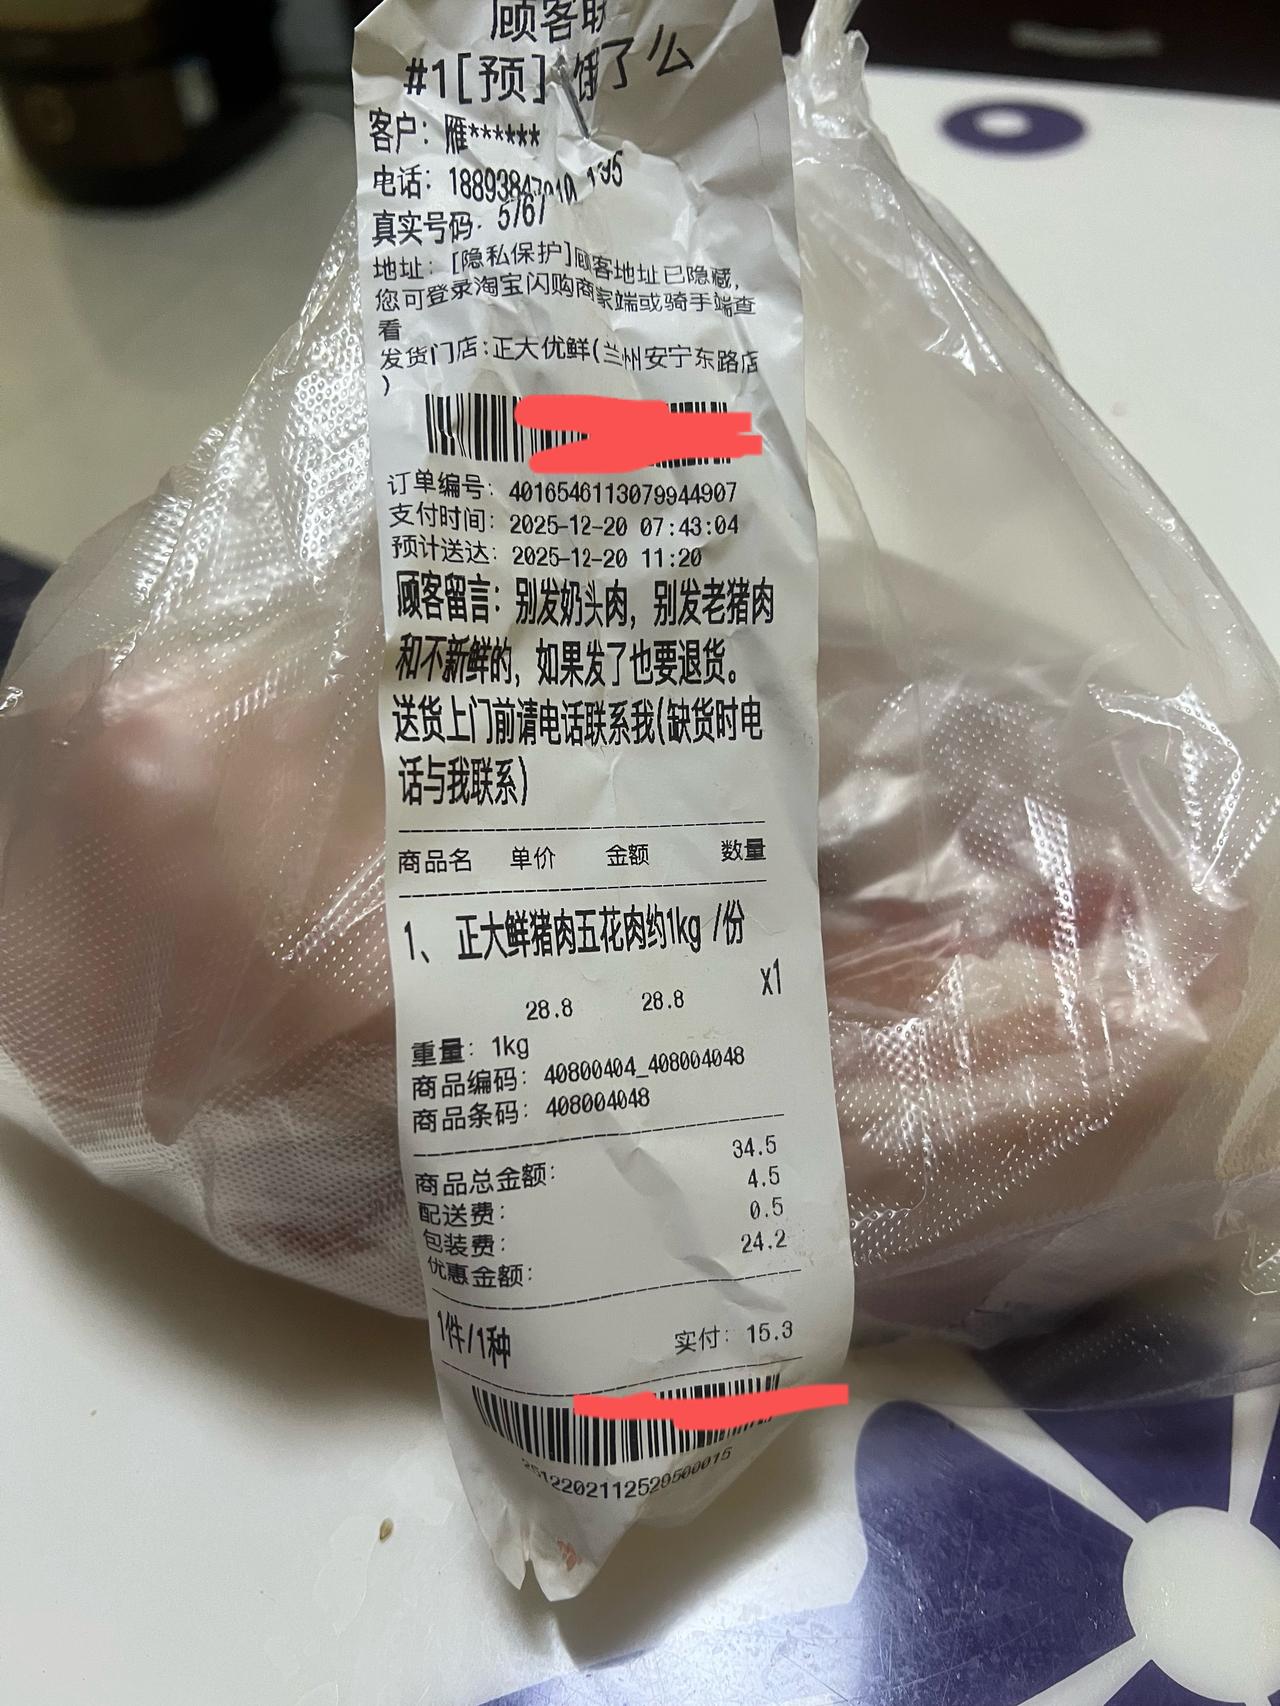 顾客联
#1[预] 饿了么
客户: 雁******
电话: 18893847010 195
真实号码: 5767
地址: [隐私保护]顾客地址已隐藏,
您可登录淘宝闪购商家端或骑手端查
看
发货门店:正大优鲜(兰州安宁东路店
)
订单编号: 4016546113079944907
支付时间: 2025-12-20 07:43:04
预计送达: 2025-12-20 11:20
顾客留言: 别发奶头肉, 别发老猪肉
和不新鲜的, 如果发了也要退货。
送货上门前请电话联系我(缺货时电
话与我联系)
商品名 单价 金额 数量
1、 正大鲜猪肉五花肉约1kg /份
28.8 28.8 x1
重量: 1kg
商品编码: 40800404_408004048
商品条码: 408004048
商品总金额: 34.5
配送费: 4.5
包装费: 0.5
优惠金额: 24.2
1件/1种 实付: 15.3
2512202112529500015